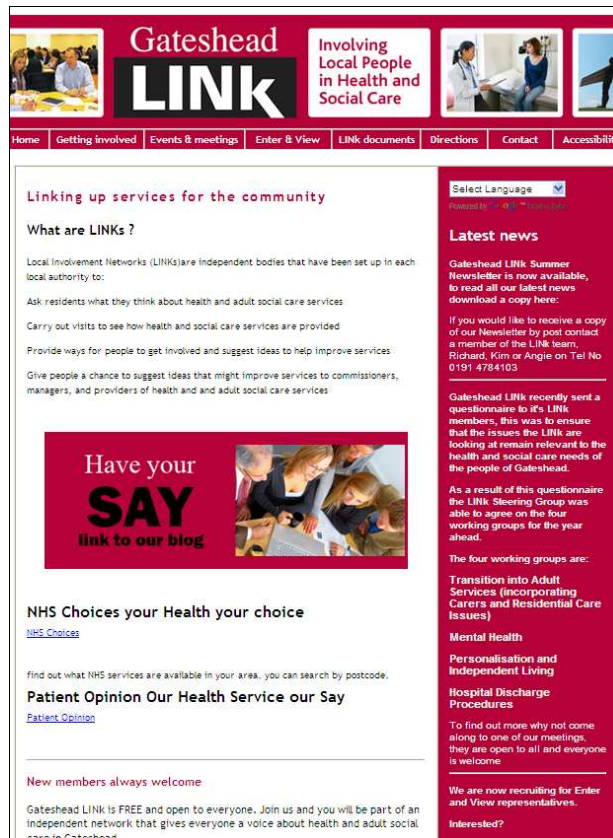 Gateshead
LINk
Involving
Local People
in Health and
Social Care
Home
Getting involved
Events & meetings
Enter & View
LINk documents
Directions
Contact
Accessibili
Linking up services for the community
What are LINKs ?
Local Involvement Networks (LINKs)are independent bodies that have been set up in each
local authority to:
Ask residents what they think about health and adult social care services
Carry out visits to see how health and social care services are provided
Provide ways for people to get involved and suggest ideas to help improve services
Give people a chance to suggest ideas that might improve services to commissioners,
managers, and providers of health and and adult social care services
Have your
SAY
link to our blog
NHS Choices your Health your choice
NHS Choices
find out what NHS services are available in your area. you can search by postcode.
Patient Opinion Our Health Service our Say
Patient Opinion
New members always welcome
Gateshead LINk is FREE and open to everyone. Join us and you will be part of an
independent network that gives everyone a voice about health and adult social
care in Gateshead
Select Language
Powered by
Latest news
Gateshead LINk Summer
Newsletter is now available,
to read all our latest news
download a copy here:
If you would like to receive a copy
of our Newsletter by post contact
a member of the LINk team,
Richard, Kim or Angie on Tel No
0191 4784103
Gateshead LINk recently sent a
questionnaire to it's LINk
members, this was to ensure
that the issues the LINk are
looking at remain relevant to the
health and social care needs of
the people of Gateshead.
As a result of this questionnaire
the LINk Steering Group was
able to agree on the four
working groups for the year
ahead.
The four working groups are:
Transition into Adult
Services (incorporating
Carers and Residential Care
Issues)
Mental Health
Personalisation and
Independent Living
Hospital Discharge
Procedures
To find out more why not come
along to one of our meetings,
they are open to all and everyone
is welcome
We are now recruiting for Enter
and View representatives.
Interested?